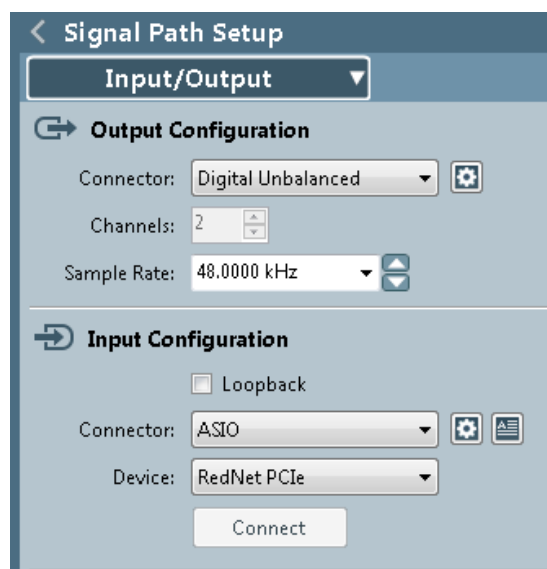 Signal Path Setup
Input/Output
Output Configuration
Connector: Digital Unbalanced
Channels: 2
Sample Rate: 48.0000 kHz
Input Configuration
Loopback
Connector: ASIO
Device: RedNet PCIe
Connect